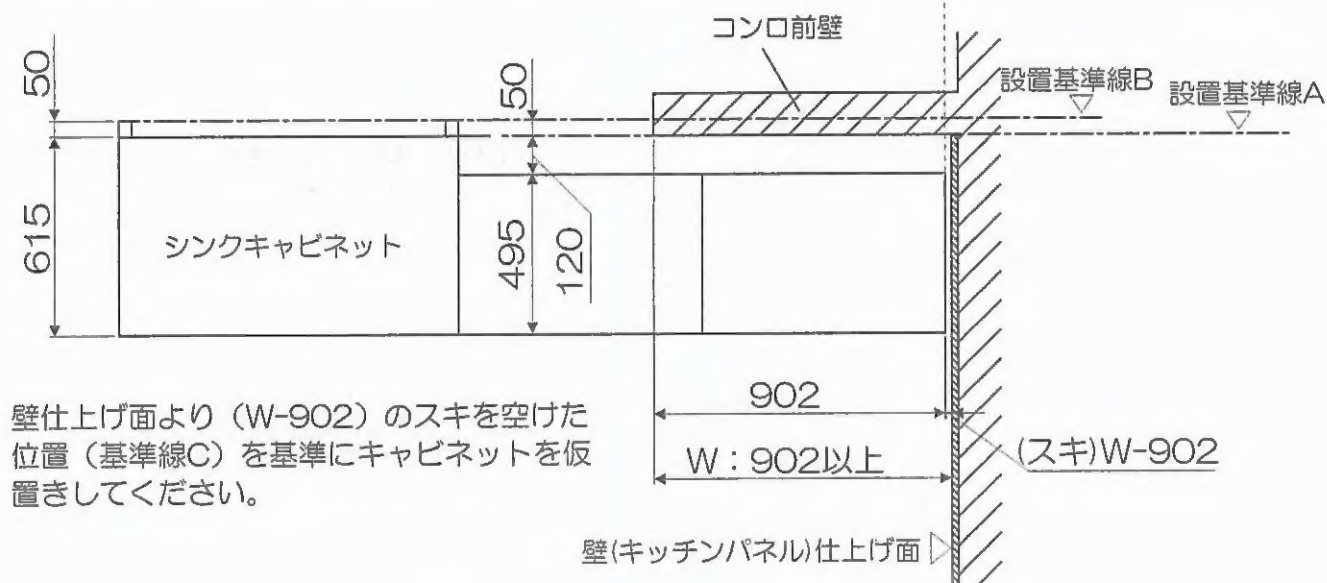 コンロ前壁
50
50
設置基準線B
設置基準線A
615
シンクキャビネット
495
120
902
W：902以上
(スキ)W-902
壁仕上げ面より（W-902）のスキを空けた
位置（基準線C）を基準にキャビネットを仮
置きしてください。
壁(キッチンパネル)仕上げ面